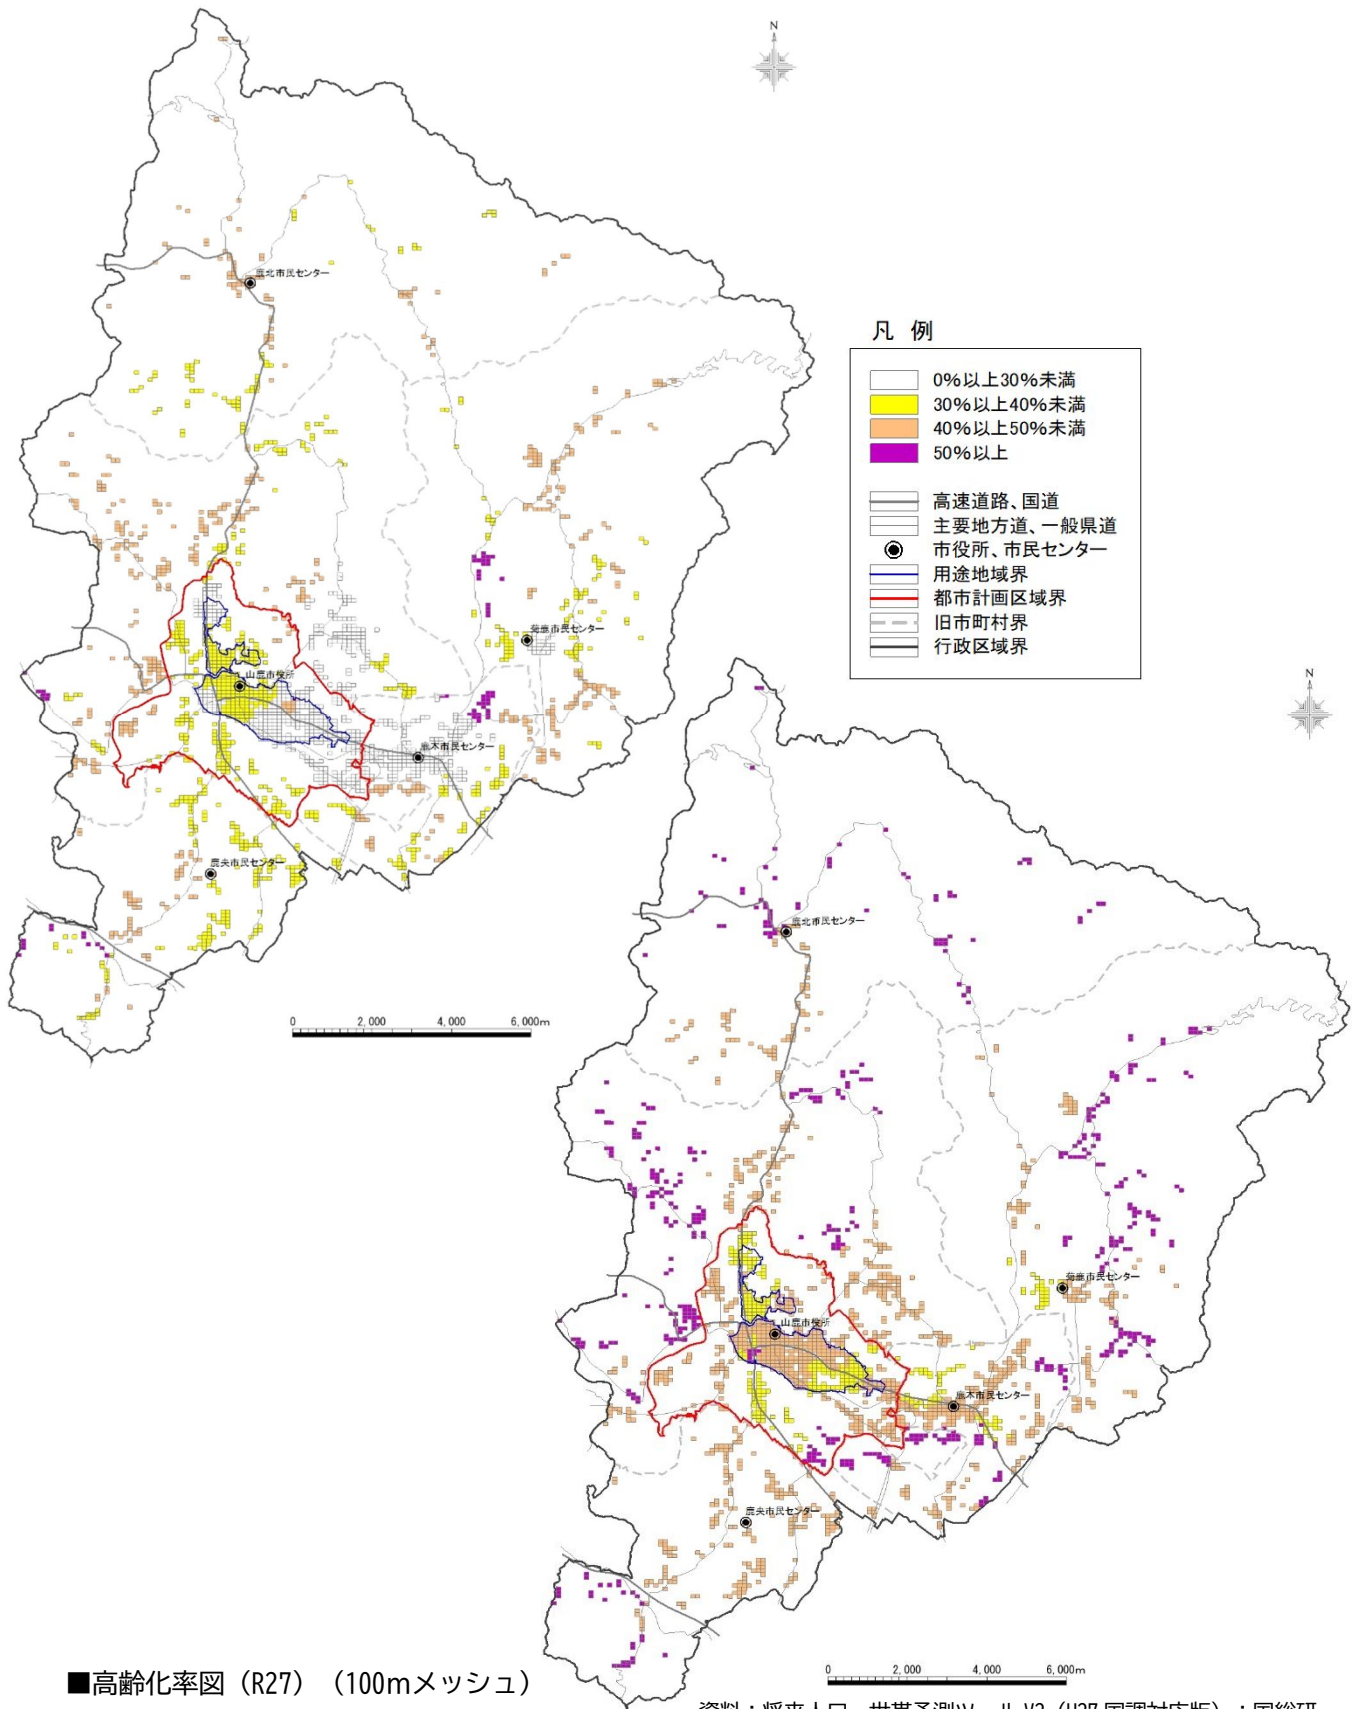 N
鹿北市民センター
山鹿市役所
菊鹿市民センター
鹿本市民センター
鹿央市民センター
0 2,000 4,000 6,000m
凡 例
0%以上30%未満
30%以上40%未満
40%以上50%未満
50%以上
高速道路、国道
主要地方道、一般県道
市役所、市民センター
用途地域界
都市計画区域界
旧市町村界
行政区域界
N
鹿北市民センター
菊鹿市民センター
山鹿市役所
鹿本市民センター
鹿央市民センター
0 2,000 4,000 6,000m
■高齢化率図(R27)(100mメッシュ)